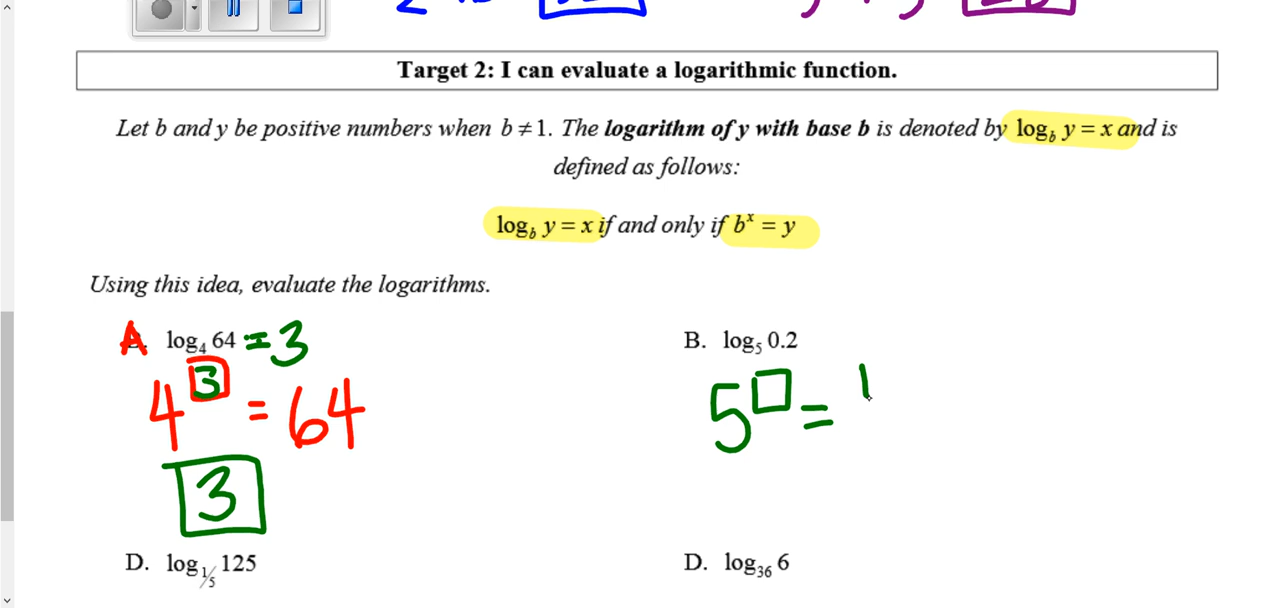 Target 2: I can evaluate a logarithmic function.
Let b and y be positive numbers when b ≠ 1. The logarithm of y with base b is denoted by log_b y = x and is
defined as follows:
log_b y = x if and only if b^x = y
Using this idea, evaluate the logarithms.
A. log_4 64 = 3
B. log_5 0.2
4^3 = 64
5^□ = 1
3
D. log_1/5 125
D. log_36 6